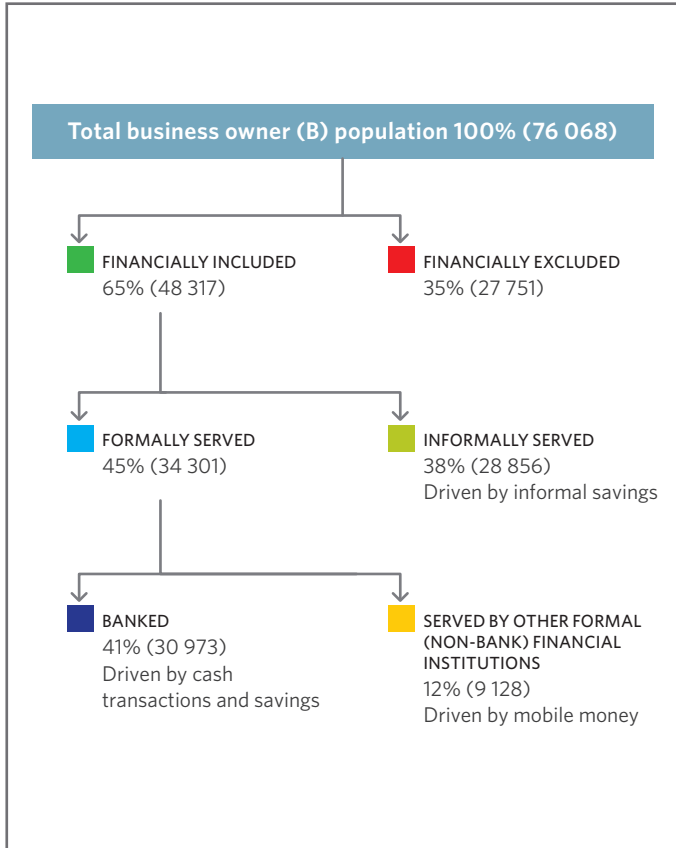 Total business owner (B) population 100% (76 068)
FINANCIALLY INCLUDED
65% (48 317)
FINANCIALLY EXCLUDED
35% (27 751)
FORMALLY SERVED
45% (34 301)
INFORMALLY SERVED
38% (28 856)
Driven by informal savings
BANKED
41% (30 973)
Driven by cash
transactions and savings
SERVED BY OTHER FORMAL
(NON-BANK) FINANCIAL
INSTITUTIONS
12% (9 128)
Driven by mobile money